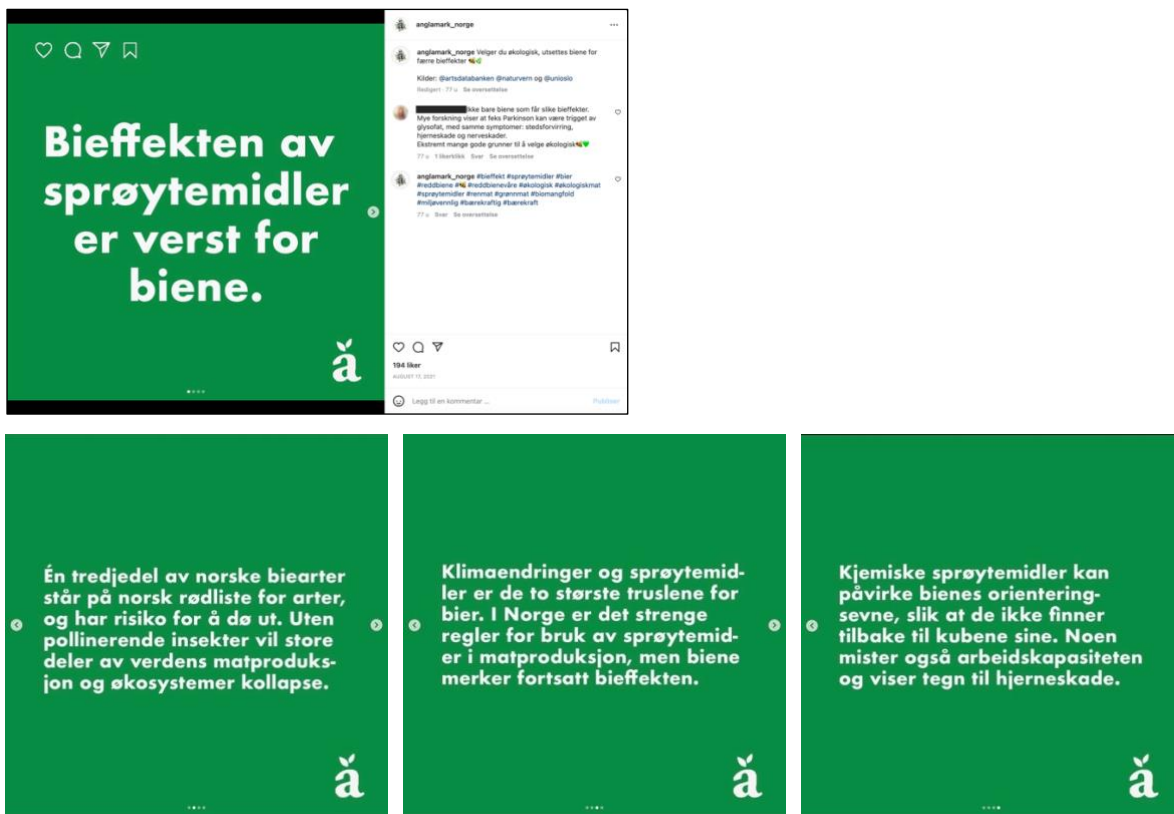 Bieffekten av
sprøytemidler
er verst for
biene.
ă
anglamark_norge
anglamark_norge Velger du økologisk, utsettes biene for
færre bieffekter
Kilder: @artsdatabanken @naturvern og @unioslo
Redigert · 77 u Se oversettelse
Ikke bare biene som får slike bieffekter.
Mye forskning viser at feks Parkinson kan være trigget av
glysofat, med samme symptomer: stedsforvirring,
hjerneskade og nerveskader.
Ekstremt mange gode grunner til å velge økologisk
77 u 1 likerklikk Svar Se oversettelse
anglamark_norge #bieffekt #sprøytemidler #bier
#reddbiene #🐝 #reddbienevåre #økologisk #økologiskmat
#sprøytemidler #renmat #grønnmat #biomangfold
#miljøvennlig #bærekraftig #bærekraft
77 u Svar Se oversettelse
194 liker
AUGUST 17, 2021
Legg til en kommentar ...
Publiser
Én tredjedel av norske biearter
står på norsk rødliste for arter,
og har risiko for å dø ut. Uten
pollinerende insekter vil store
deler av verdens matproduks-
jon og økosystemer kollapse.
ă
Klimaendringer og sprøytemid-
ler er de to største truslene for
bier. I Norge er det strenge
regler for bruk av sprøytemid-
er i matproduksjon, men biene
merker fortsatt bieffekten.
ă
Kjemiske sprøytemidler kan
påvirke bienes orientering-
sevne, slik at de ikke finner
tilbake til kubene sine. Noen
mister også arbeidskapasiteten
og viser tegn til hjerneskade.
ă